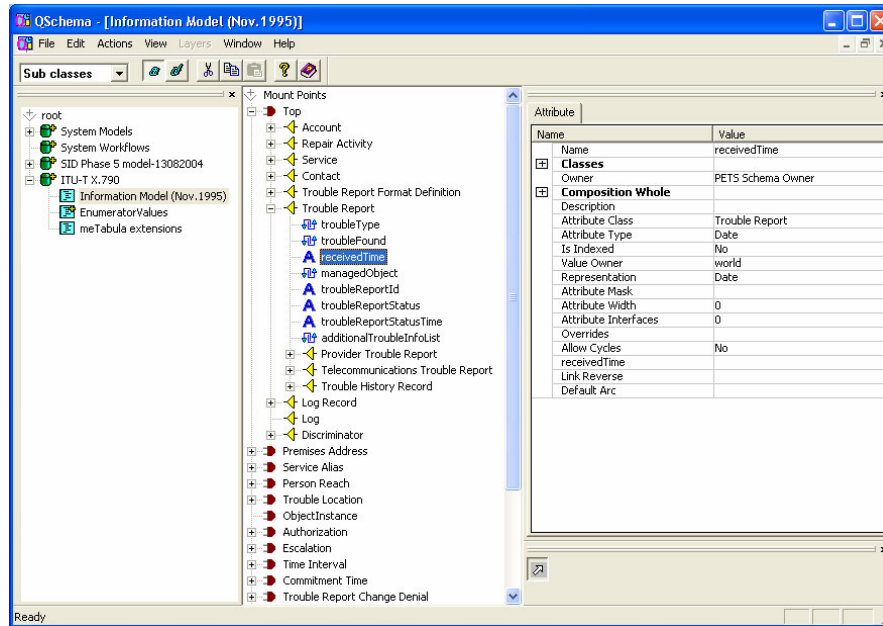 QSchema - [Information Model (Nov.1995)]
File Edit Actions View Layers Window Help
Sub classes
root
System Models
System Workflows
SID Phase 5 model-13082004
ITU-T X.790
Information Model (Nov.1995)
EnumeratorValues
meTabula extensions
Mount Points
Top
Account
Repair Activity
Service
Contact
Trouble Report Format Definition
Trouble Report
troubleType
troubleFound
receivedTime
managedObject
troubleReportId
troubleReportStatus
troubleReportStatusTime
additionalTroubleInfoList
Provider Trouble Report
Telecommunications Trouble Report
Trouble History Record
Log Record
Log
Discriminator
Premises Address
Service Alias
Person Reach
Trouble Location
ObjectInstance
Authorization
Escalation
Time Interval
Commitment Time
Trouble Report Change Denial
Attribute
Name Value
Name receivedTime
Classes
Owner PETS Schema Owner
Composition Whole
Description
Attribute Class Trouble Report
Attribute Type Date
Is Indexed No
Value Owner world
Representation Date
Attribute Mask
Attribute Width 0
Attribute Interfaces 0
Overrides
Allow Cycles No
receivedTime
Link Reverse
Default Arc
Ready